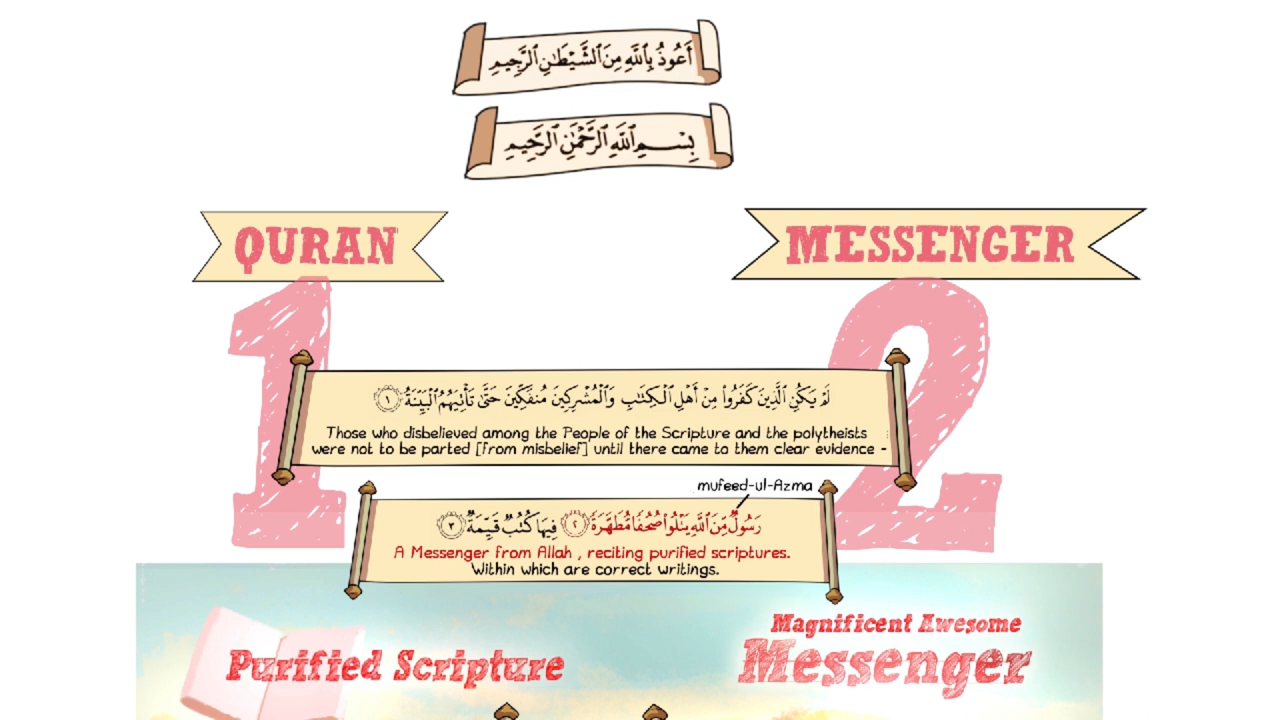 أَعُوذُ بِٱللَّهِ مِنَ ٱلشَّيْطَٰنِ ٱلرَّجِيمِ
بِسْمِ ٱللَّهِ ٱلرَّحْمَٰنِ ٱلرَّحِيمِ
QURAN
MESSENGER
1
2
لَمْ يَكُنِ ٱلَّذِينَ كَفَرُوا۟ مِنْ أَهْلِ ٱلْكِتَٰبِ وَٱلْمُشْرِكِينَ مُنفَكِّينَ حَتَّىٰ تَأْتِيَهُمُ ٱلْبَيِّنَةُ ١
Those who disbelieved among the People of the Scripture and the polytheists
were not to be parted [from misbelief] until there came to them clear evidence -
mufeed-ul-Azma
رَسُولٌ مِّنَ ٱللَّهِ يَتْلُوا۟ صُحُفًا مُّطَهَّرَةً ٢ فِيهَا كُتُبٌ قَيِّمَةٌ ٣
A Messenger from Allah , reciting purified scriptures.
Within which are correct writings.
Purified Scripture
Magnificent Awesome
Messenger